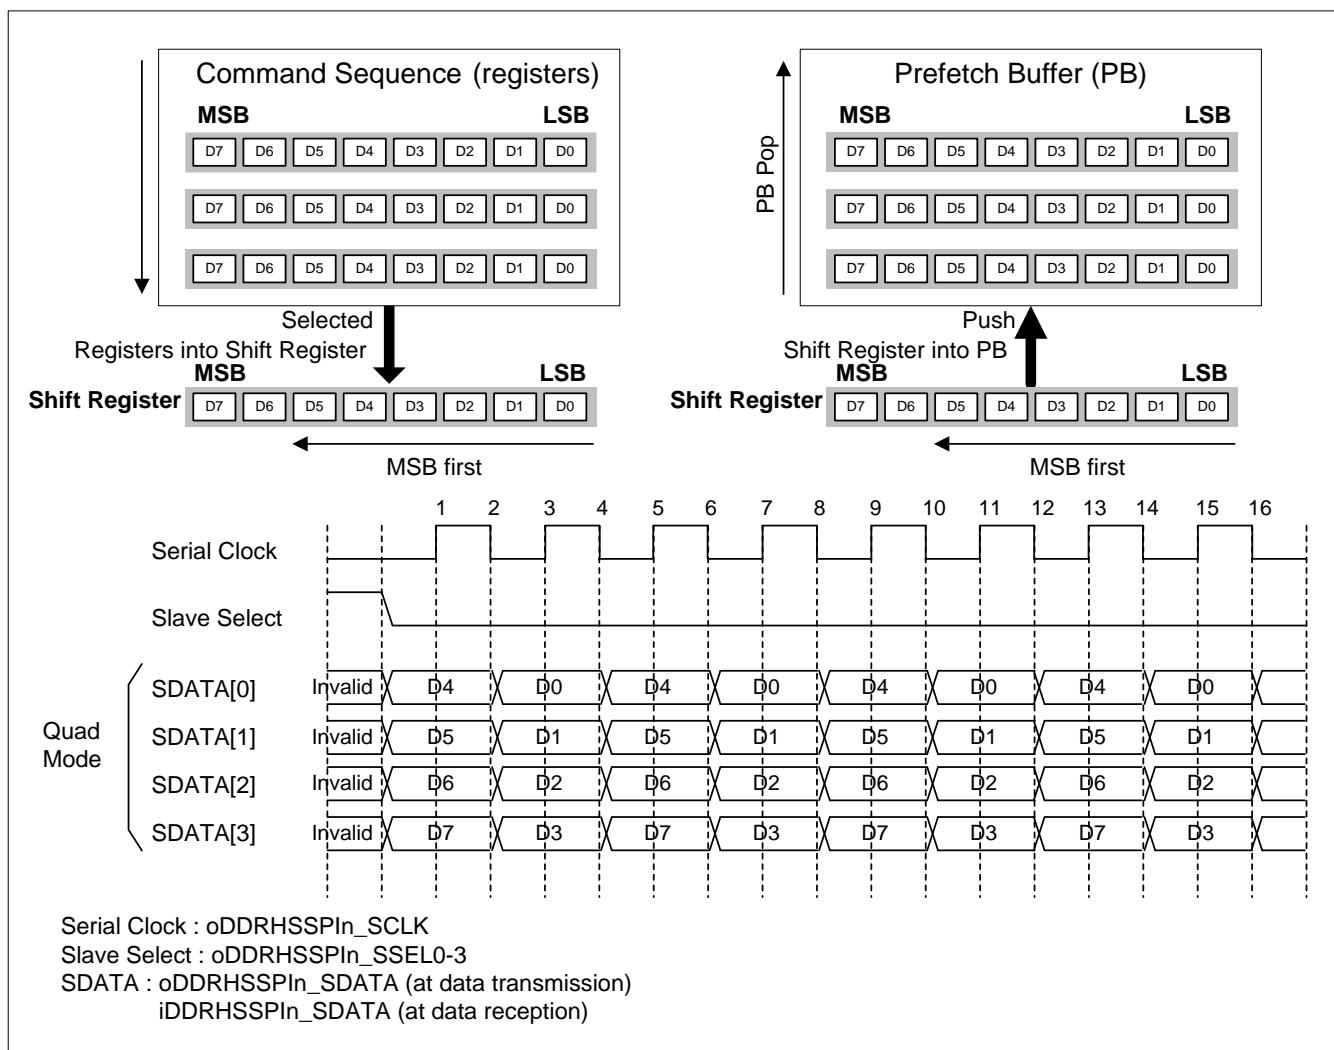 Command Sequence (registers)
MSB LSB
D7 D6 D5 D4 D3 D2 D1 D0
D7 D6 D5 D4 D3 D2 D1 D0
D7 D6 D5 D4 D3 D2 D1 D0
Selected
Registers into Shift Register
MSB LSB
Shift Register D7 D6 D5 D4 D3 D2 D1 D0
MSB first
Prefetch Buffer (PB)
PB Pop
MSB LSB
D7 D6 D5 D4 D3 D2 D1 D0
D7 D6 D5 D4 D3 D2 D1 D0
D7 D6 D5 D4 D3 D2 D1 D0
Push
Shift Register into PB
MSB LSB
Shift Register D7 D6 D5 D4 D3 D2 D1 D0
MSB first
1 2 3 4 5 6 7 8 9 10 11 12 13 14 15 16
Serial Clock
Slave Select
Quad
Mode
SDATA[0] Invalid D4 D0 D4 D0 D4 D0 D4 D0
SDATA[1] Invalid D5 D1 D5 D1 D5 D1 D5 D1
SDATA[2] Invalid D6 D2 D6 D2 D6 D2 D6 D2
SDATA[3] Invalid D7 D3 D7 D3 D7 D3 D7 D3
Serial Clock : oDDRHSSPIn_SCLK
Slave Select : oDDRHSSPIn_SSEL0-3
SDATA : oDDRHSSPIn_SDATA (at data transmission)
iDDRHSSPIn_SDATA (at data reception)